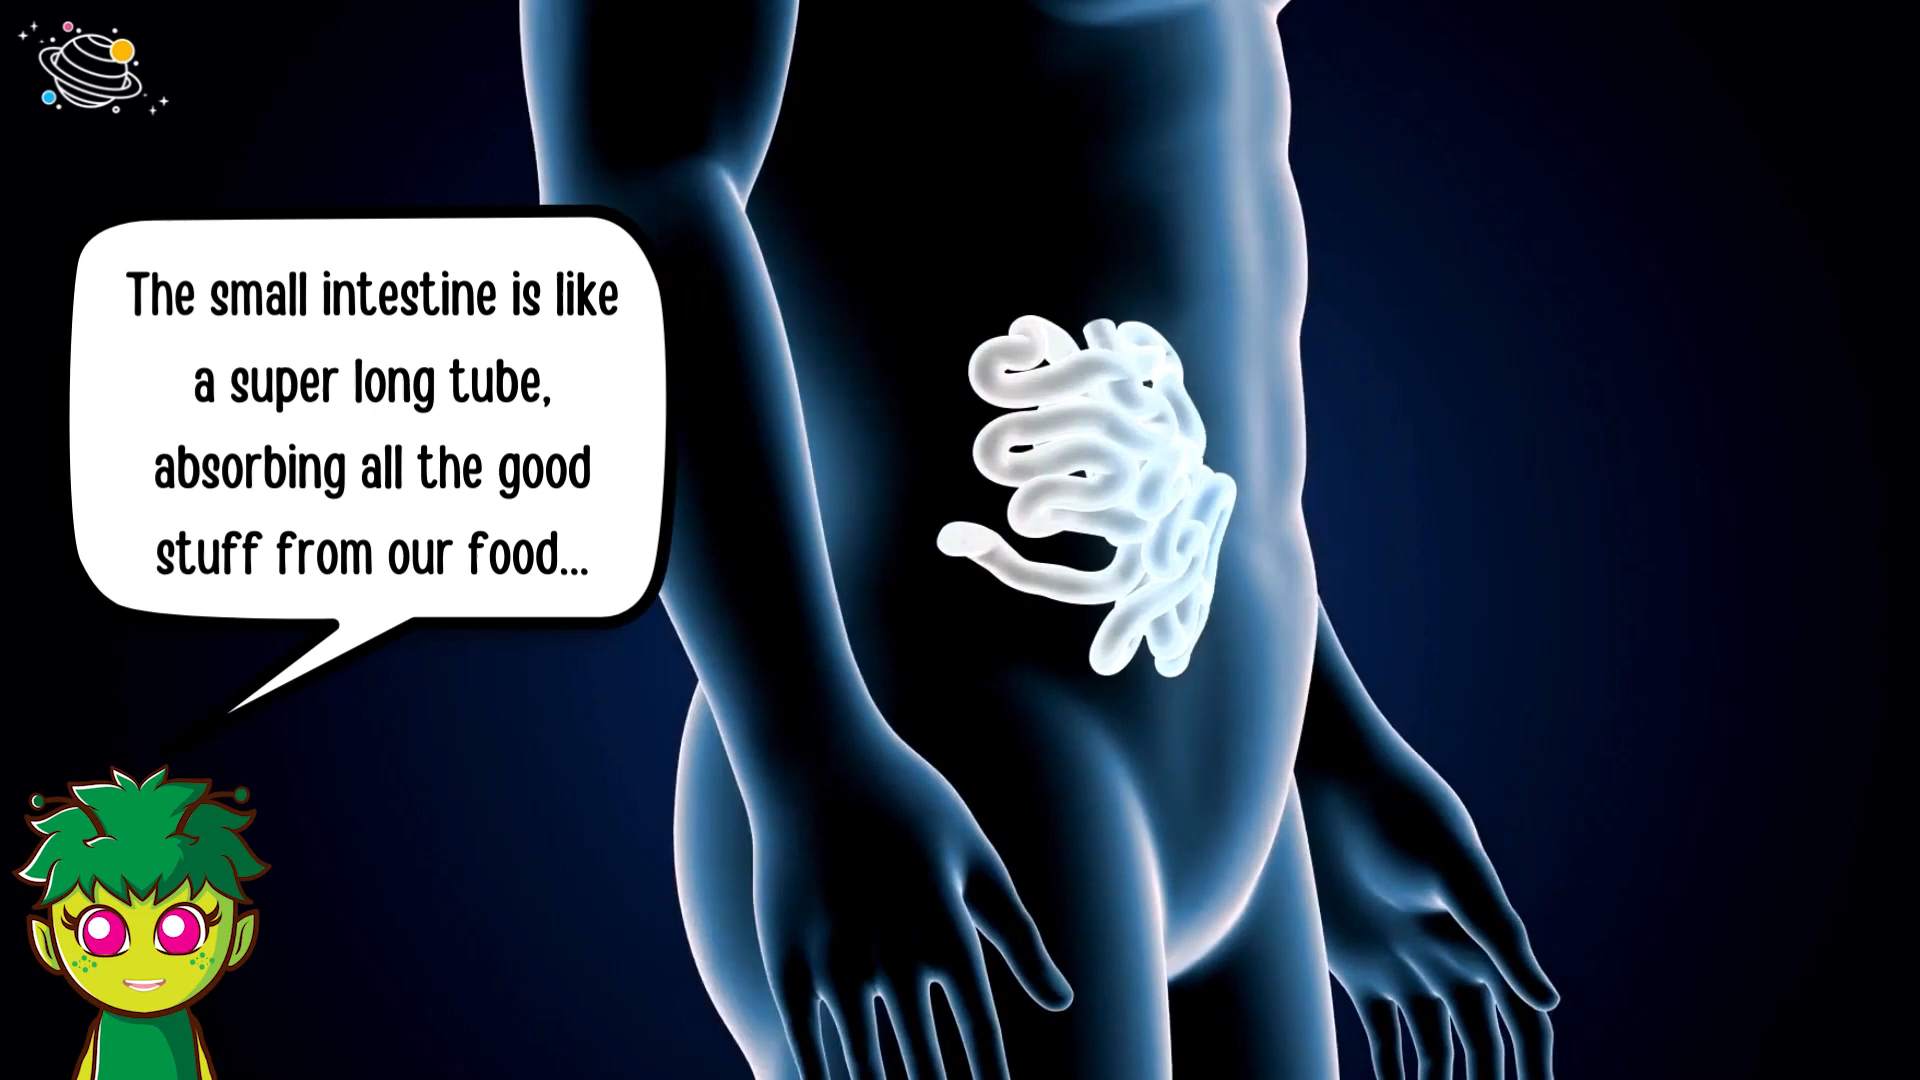 The small intestine is like
a super long tube,
absorbing all the good
stuff from our food...